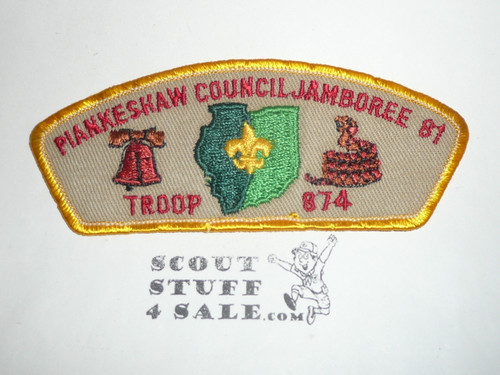 PIANKESHAW COUNCIL JAMBOREE 81
TROOP 874
SCOUT
STUFF
4 SALE.COM